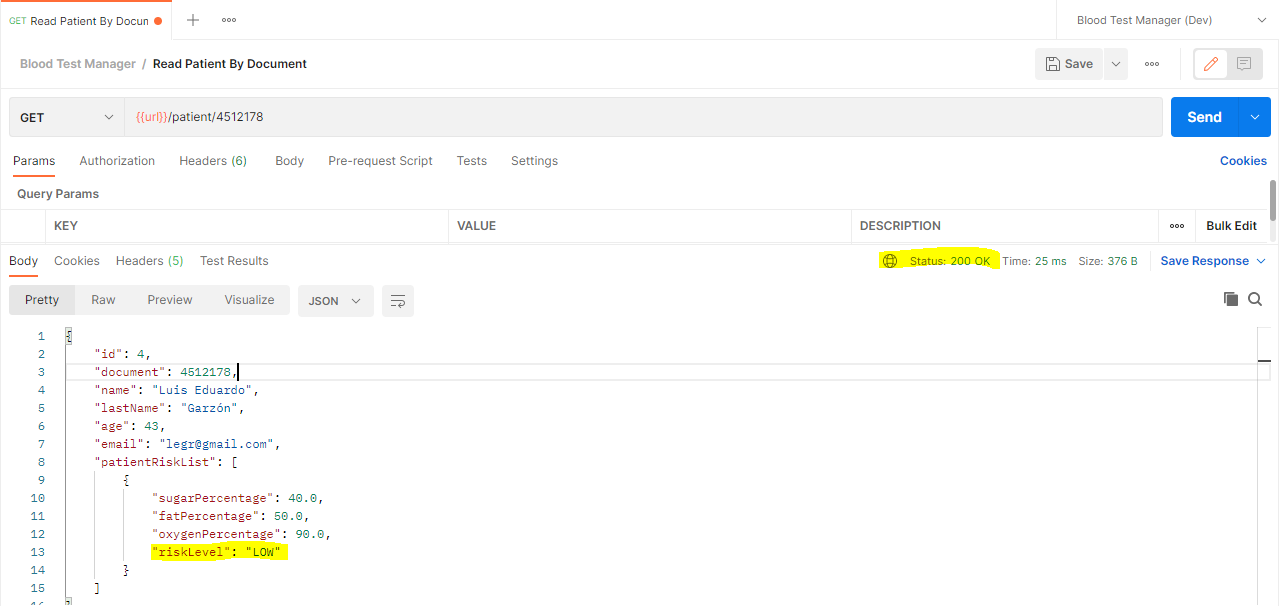 GET Read Patient By Docun
Blood Test Manager (Dev)
Blood Test Manager / Read Patient By Document
Save
GET {{url}}/patient/4512178 Send
Params Authorization Headers (6) Body Pre-request Script Tests Settings Cookies
Query Params
KEY VALUE DESCRIPTION Bulk Edit
Body Cookies Headers (5) Test Results Status: 200 OK Time: 25 ms Size: 376 B Save Response
Pretty Raw Preview Visualize JSON
1 {
2 "id": 4,
3 "document": 4512178,
4 "name": "Luis Eduardo",
5 "lastName": "Garzón",
6 "age": 43,
7 "email": "legr@gmail.com",
8 "patientRiskList": [
9 {
10 "sugarPercentage": 40.0,
11 "fatPercentage": 50.0,
12 "oxygenPercentage": 90.0,
13 "riskLevel": "LOW"
14 }
15 ]
16 }